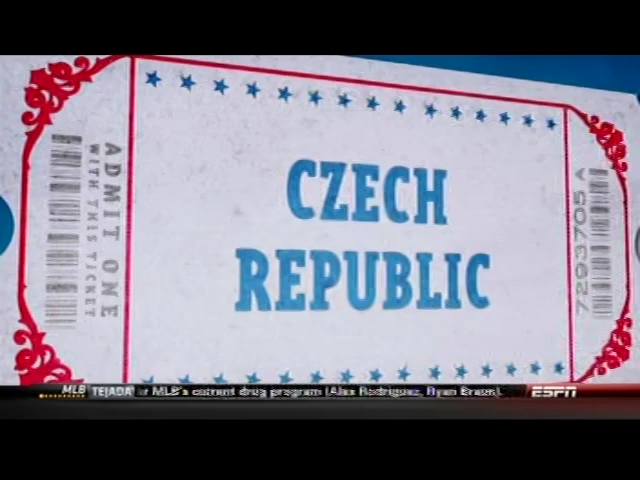 ADMIT ONE
WITH THIS TICKET
CZECH
REPUBLIC
7293705 A
MLB TEJADA or MLB's current drug program (Alex Rodriguez, Ryan Braun).
ESPN